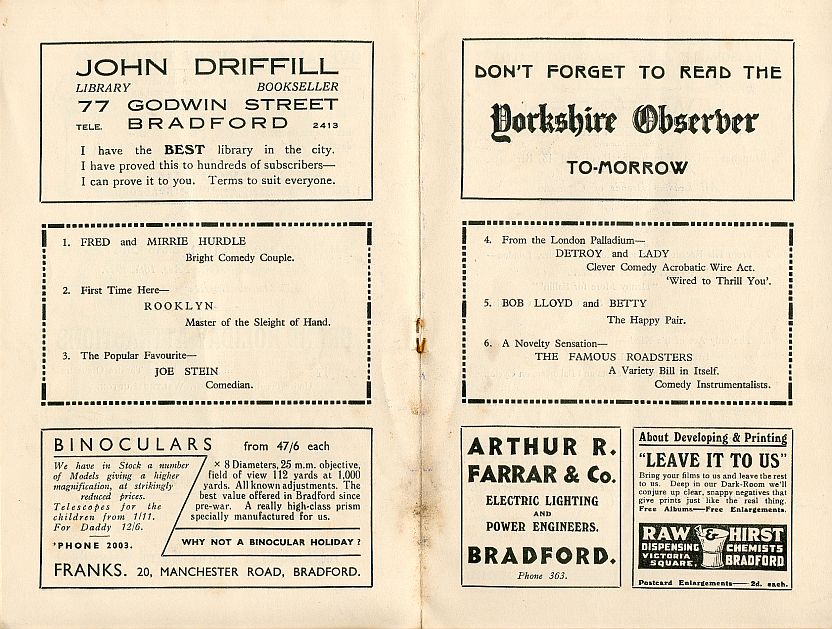 JOHN DRIFFILL
LIBRARY BOOKSELLER
77 GODWIN STREET
TELE. BRADFORD 2413
I have the BEST library in the city.
I have proved this to hundreds of subscribers—
I can prove it to you. Terms to suit everyone.
1. FRED and MIRRIE HURDLE
Bright Comedy Couple.
2. First Time Here—
ROOKLYN
Master of the Sleight of Hand.
3. The Popular Favourite—
JOE STEIN
Comedian.
BINOCULARS from 47/6 each
We have in Stock a number
of Models giving a higher
magnification, at strikingly
reduced prices.
Telescopes for the
children from 1/11.
For Daddy 12/6.
'PHONE 2003.
× 8 Diameters, 25 m.m. objective,
field of view 112 yards at 1,000
yards. All known adjustments. The
best value offered in Bradford since
pre-war. A really high-class prism
specially manufactured for us.
WHY NOT A BINOCULAR HOLIDAY?
FRANKS. 20, MANCHESTER ROAD, BRADFORD.
DON'T FORGET TO READ THE
Yorkshire Observer
TO-MORROW
4. From the London Palladium—
DETROY and LADY
Clever Comedy Acrobatic Wire Act.
'Wired to Thrill You'.
5. BOB LLOYD and BETTY
The Happy Pair.
6. A Novelty Sensation—
THE FAMOUS ROADSTERS
A Variety Bill in Itself.
Comedy Instrumentalists.
ARTHUR R.
FARRAR & Co.
ELECTRIC LIGHTING
AND
POWER ENGINEERS.
BRADFORD.
Phone 363.
About Developing & Printing
"LEAVE IT TO US"
Bring your films to us and leave the rest
to us. Deep in our Dark-Room we'll
conjure up clear, snappy negatives that
give prints just like the real thing.
Free Albums—Free Enlargements.
RAW & HIRST
DISPENSING CHEMISTS
VICTORIA SQUARE, BRADFORD
Postcard Enlargements—2d. each.